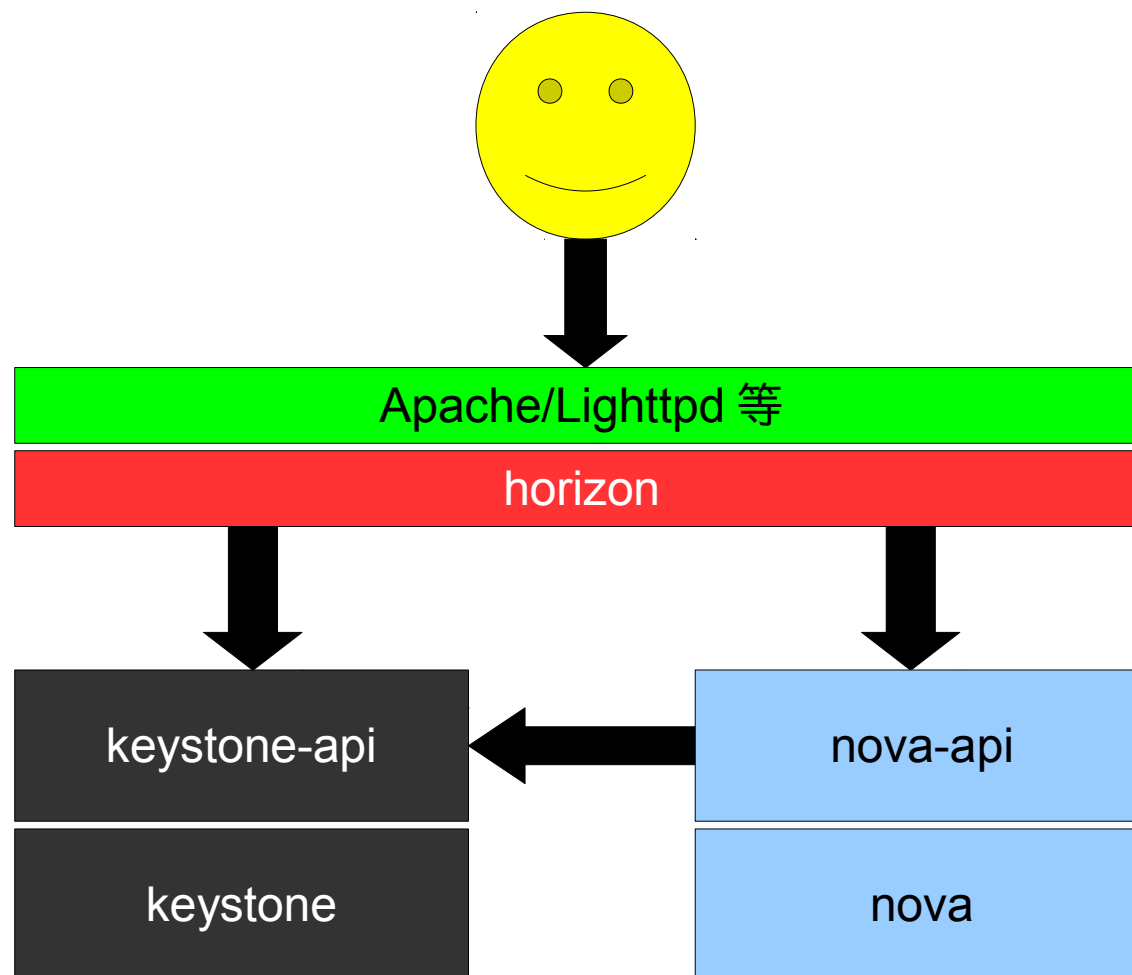 Apache/Lighttpd 等
horizon
keystone-api
nova-api
keystone
nova